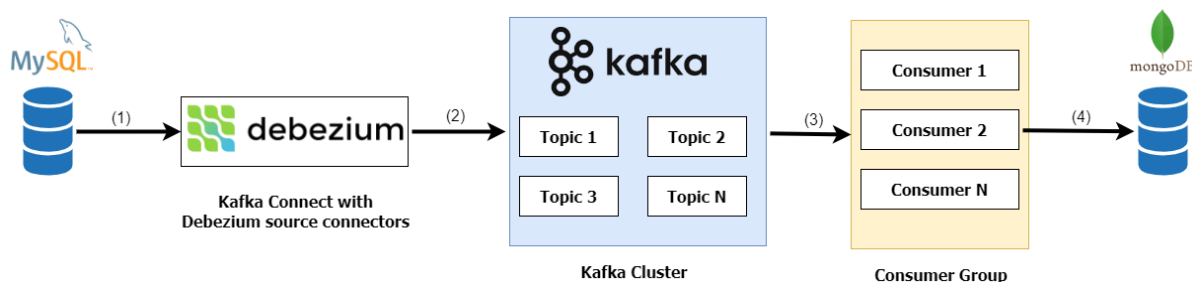 MySQL
(1)
debezium
Kafka Connect with
Debezium source connectors
(2)
kafka
Topic 1
Topic 2
Topic 3
Topic N
Kafka Cluster
(3)
Consumer 1
Consumer 2
Consumer N
Consumer Group
(4)
mongoDB